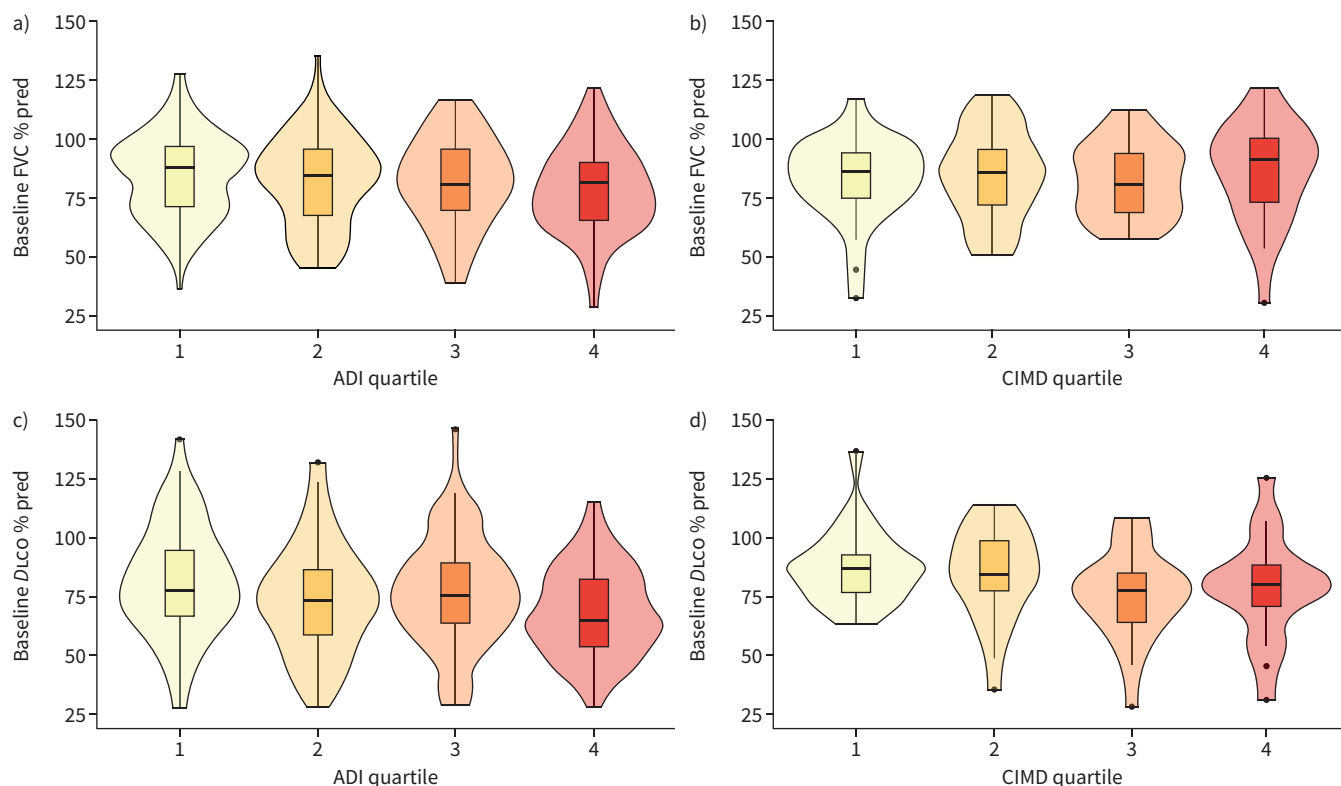 a)
Baseline FVC % pred
150
125
100
75
50
25
1 2 3 4
ADI quartile
b)
Baseline FVC % pred
150
125
100
75
50
25
1 2 3 4
CIMD quartile
c)
Baseline DLCO % pred
150
125
100
75
50
25
1 2 3 4
ADI quartile
d)
Baseline DLCO % pred
150
125
100
75
50
25
1 2 3 4
CIMD quartile